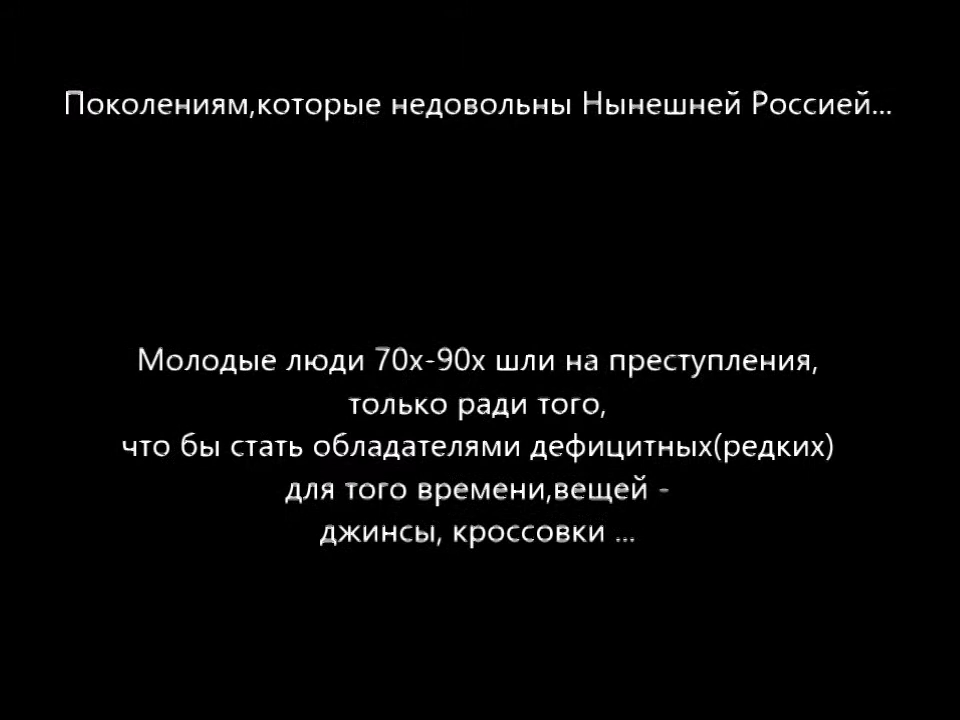 Поколениям,которые недовольны Нынешней Россией...
Молодые люди 70х-90х шли на преступления,
только ради того,
что бы стать обладателями дефицитных(редких)
для того времени,вещей -
джинсы, кроссовки ...